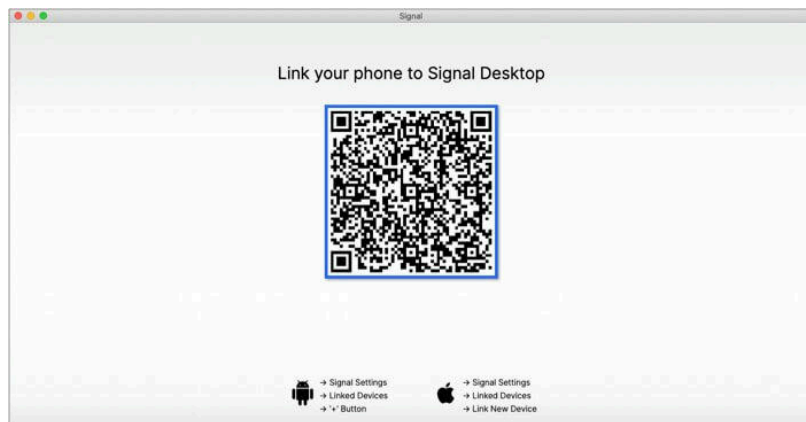 Signal
Link your phone to Signal Desktop
→ Signal Settings
→ Linked Devices
→ '+' Button
→ Signal Settings
→ Linked Devices
→ Link New Device